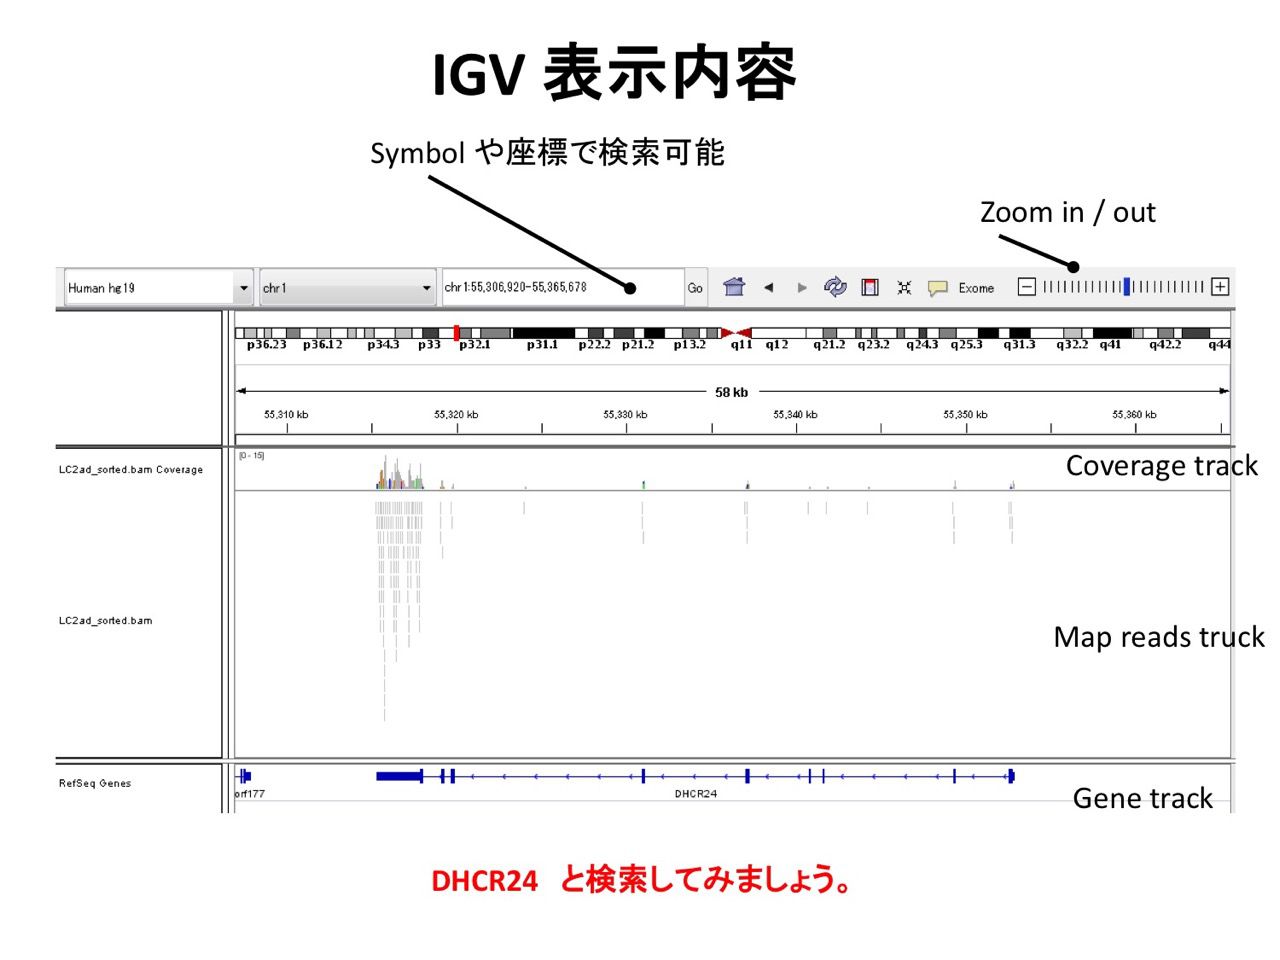 IGV 表示内容
Symbol や座標で検索可能
Zoom in / out
Human hg19 chr1 chr1:55,306,920-55,365,678 Go Exome
p36.23 p36.12 p34.3 p33 p32.1 p31.1 p22.2 p21.2 p13.2 q11 q12 q21.2 q23.2 q24.3 q25.3 q31.3 q32.2 q41 q42.2 q44
58 kb
55,310 kb 55,320 kb 55,330 kb 55,340 kb 55,350 kb 55,360 kb
[0 - 15]
LC2ad_sorted.bam Coverage
Coverage track
LC2ad_sorted.bam
Map reads truck
RefSeq Genes
orf177 DHCR24
Gene track
DHCR24 と検索してみましょう。